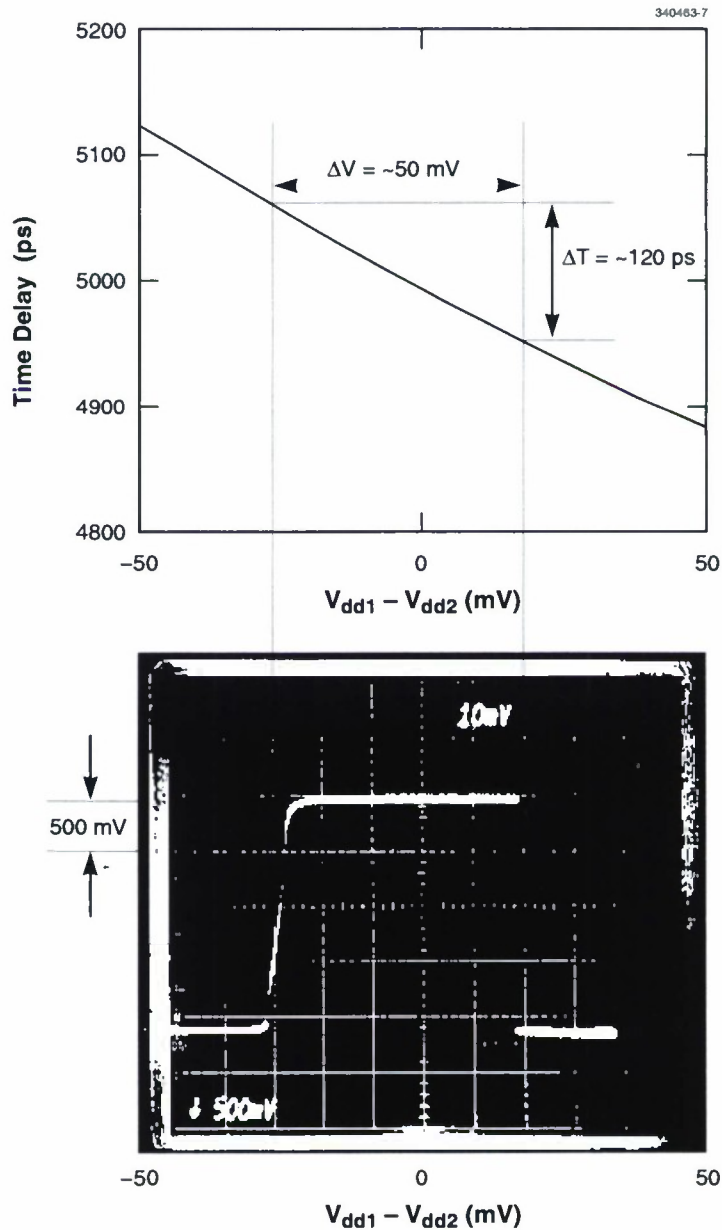 340463-7
5200
5100
5000
4900
4800
Time Delay (ps)
ΔV = ~50 mV
ΔT = ~120 ps
−50
0
50
Vdd1 − Vdd2 (mV)
10mV
500 mV
↓ 500mV
−50
0
50
Vdd1 − Vdd2 (mV)